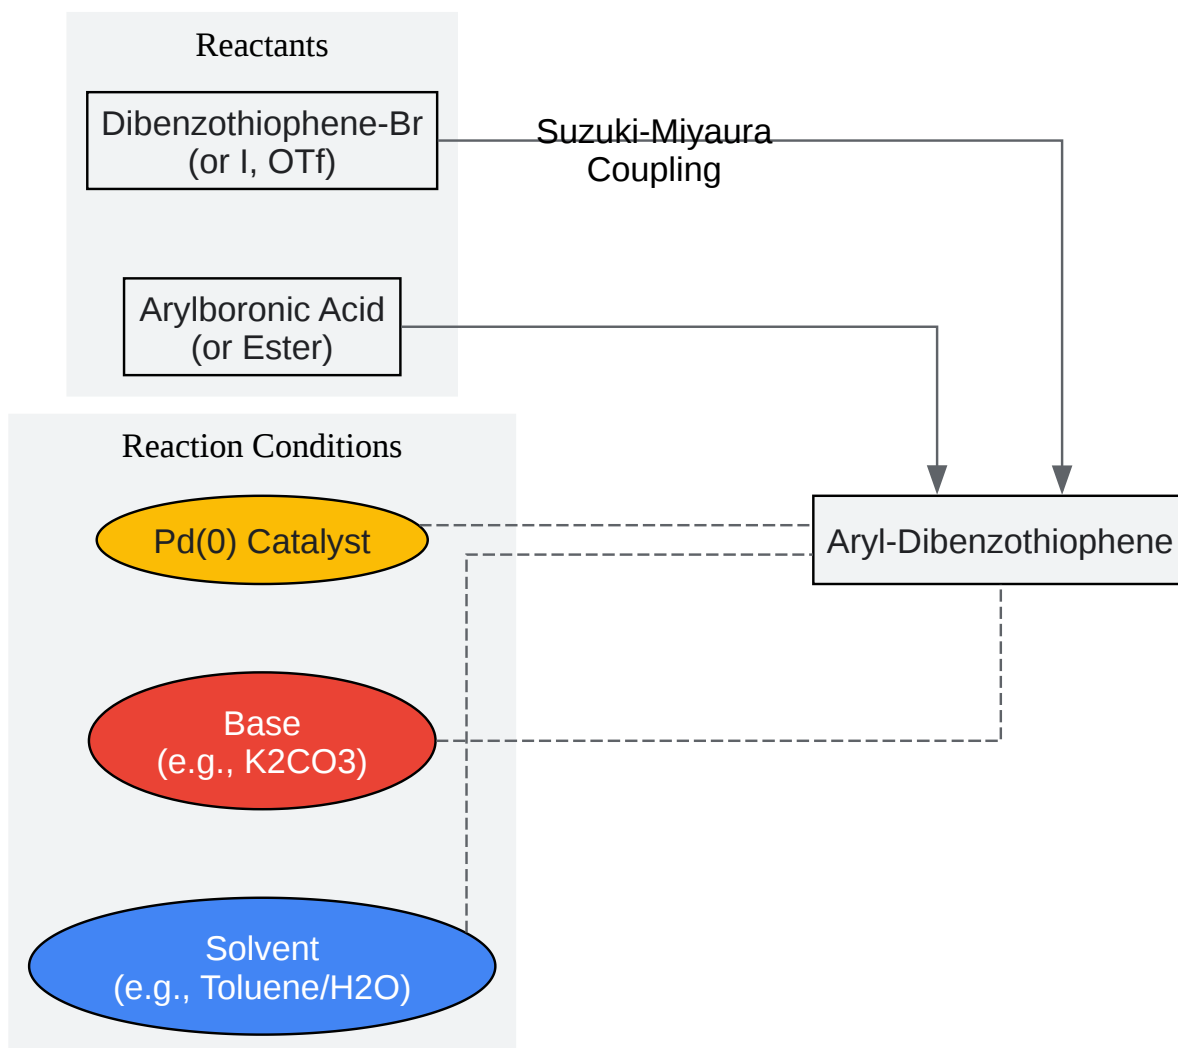 Reactants
Dibenzothiophene-Br
(or I, OTf)
Suzuki-Miyaura
Coupling
Arylboronic Acid
(or Ester)
Reaction Conditions
Pd(0) Catalyst
Aryl-Dibenzothiophene
Base
(e.g., K2CO3)
Solvent
(e.g., Toluene/H2O)